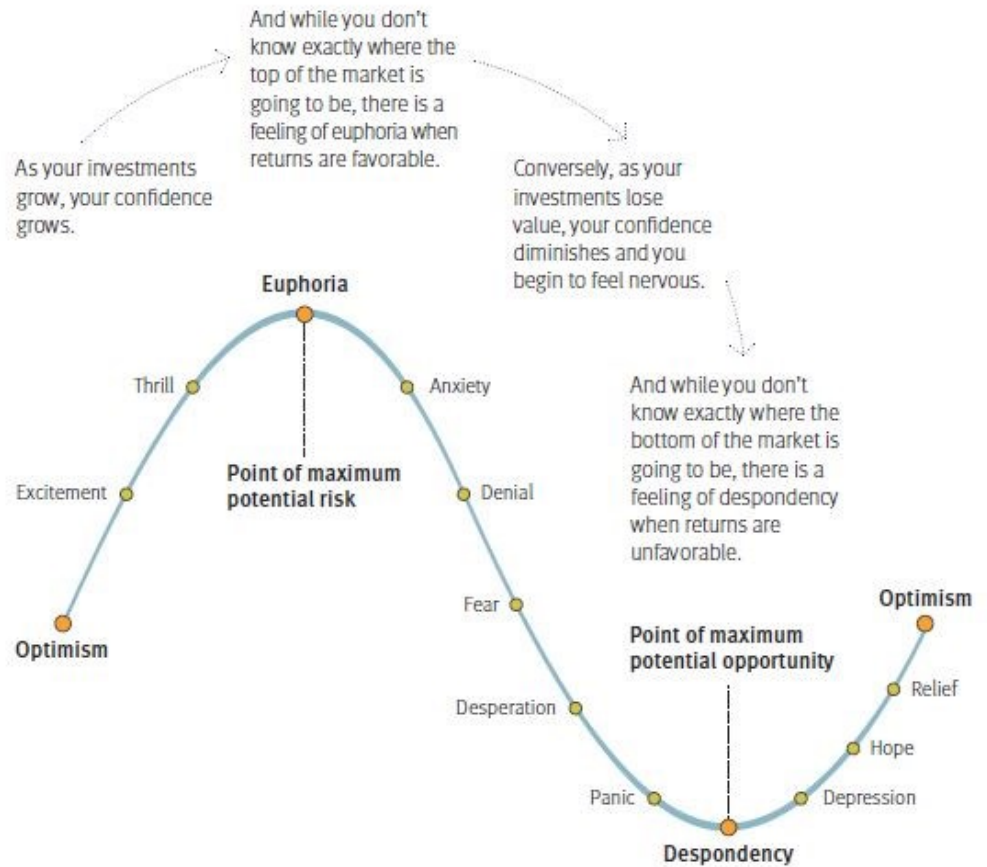 And while you don't
know exactly where the
top of the market is
going to be, there is a
feeling of euphoria when
returns are favorable.
As your investments
grow, your confidence
grows.
Conversely, as your
investments lose
value, your confidence
diminishes and you
begin to feel nervous.
And while you don't
know exactly where the
bottom of the market is
going to be, there is a
feeling of despondency
when returns are
unfavorable.
Optimism
Excitement
Thrill
Euphoria
Point of maximum
potential risk
Anxiety
Denial
Fear
Desperation
Panic
Despondency
Point of maximum
potential opportunity
Depression
Hope
Relief
Optimism